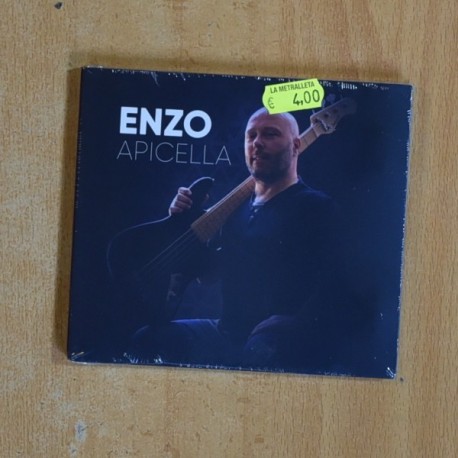 LA METRALLETA
€ 4,00
ENZO
APICELLA